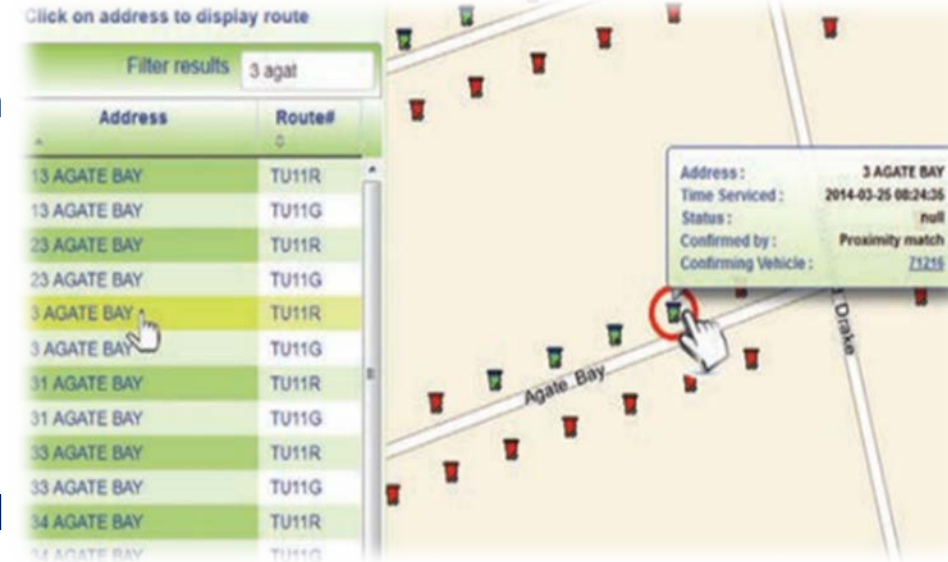 Click on address to display route
Filter results 3 agat
Address Route#
13 AGATE BAY TU11R
13 AGATE BAY TU11G
23 AGATE BAY TU11R
23 AGATE BAY TU11G
3 AGATE BAY TU11R
3 AGATE BAY TU11G
31 AGATE BAY TU11R
31 AGATE BAY TU11G
33 AGATE BAY TU11R
33 AGATE BAY TU11G
34 AGATE BAY TU11R
34 AGATE BAY TU11G
Address : 3 AGATE BAY
Time Serviced : 2014-03-25 08:24:35
Status : null
Confirmed by : Proximity match
Confirming Vehicle : 71216
Drake
Agate Bay